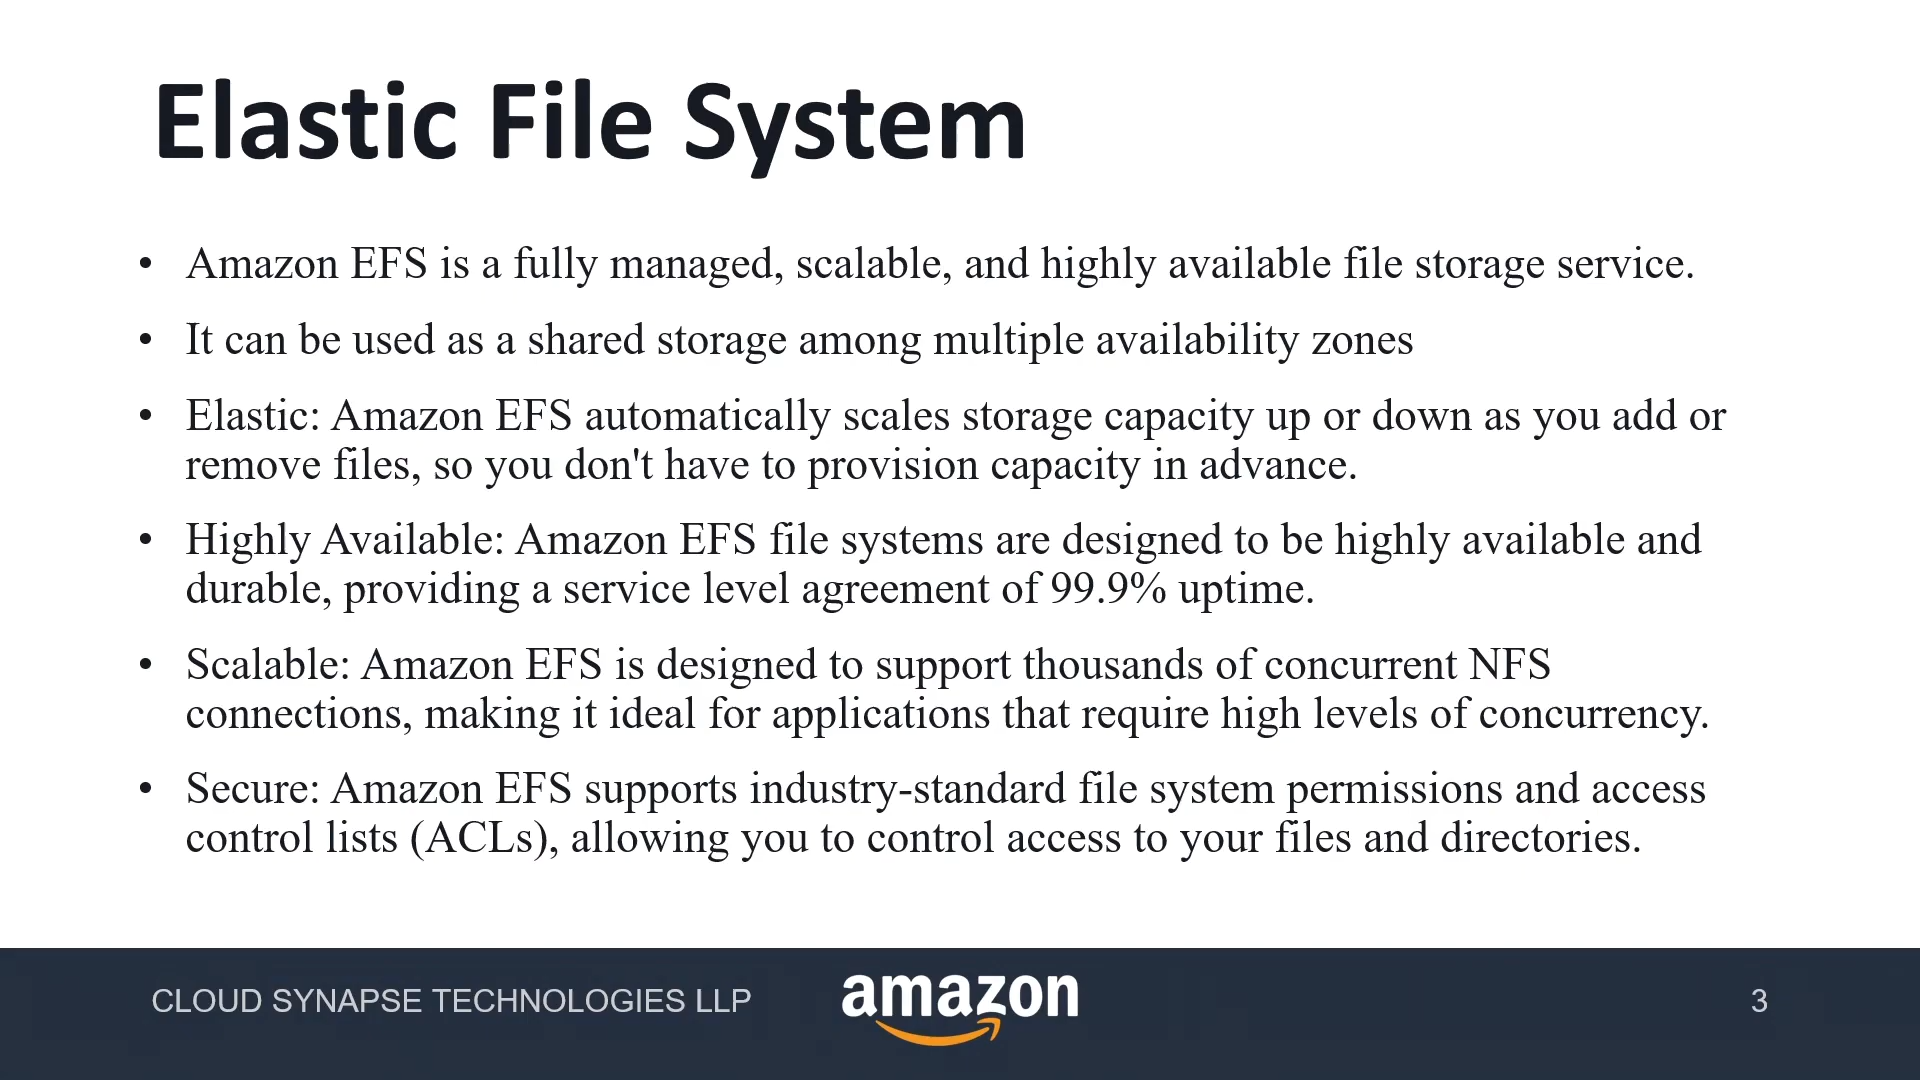 Elastic File System
• Amazon EFS is a fully managed, scalable, and highly available file storage service.
• It can be used as a shared storage among multiple availability zones
• Elastic: Amazon EFS automatically scales storage capacity up or down as you add or
remove files, so you don't have to provision capacity in advance.
• Highly Available: Amazon EFS file systems are designed to be highly available and
durable, providing a service level agreement of 99.9% uptime.
• Scalable: Amazon EFS is designed to support thousands of concurrent NFS
connections, making it ideal for applications that require high levels of concurrency.
• Secure: Amazon EFS supports industry-standard file system permissions and access
control lists (ACLs), allowing you to control access to your files and directories.
CLOUD SYNAPSE TECHNOLOGIES LLP
amazon
3